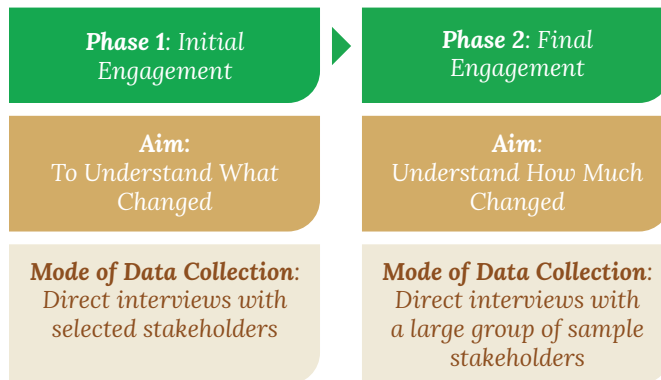 Phase 1: Initial
Engagement
Aim:
To Understand What
Changed
Mode of Data Collection:
Direct interviews with
selected stakeholders
Phase 2: Final
Engagement
Aim:
Understand How Much
Changed
Mode of Data Collection:
Direct interviews with
a large group of sample
stakeholders